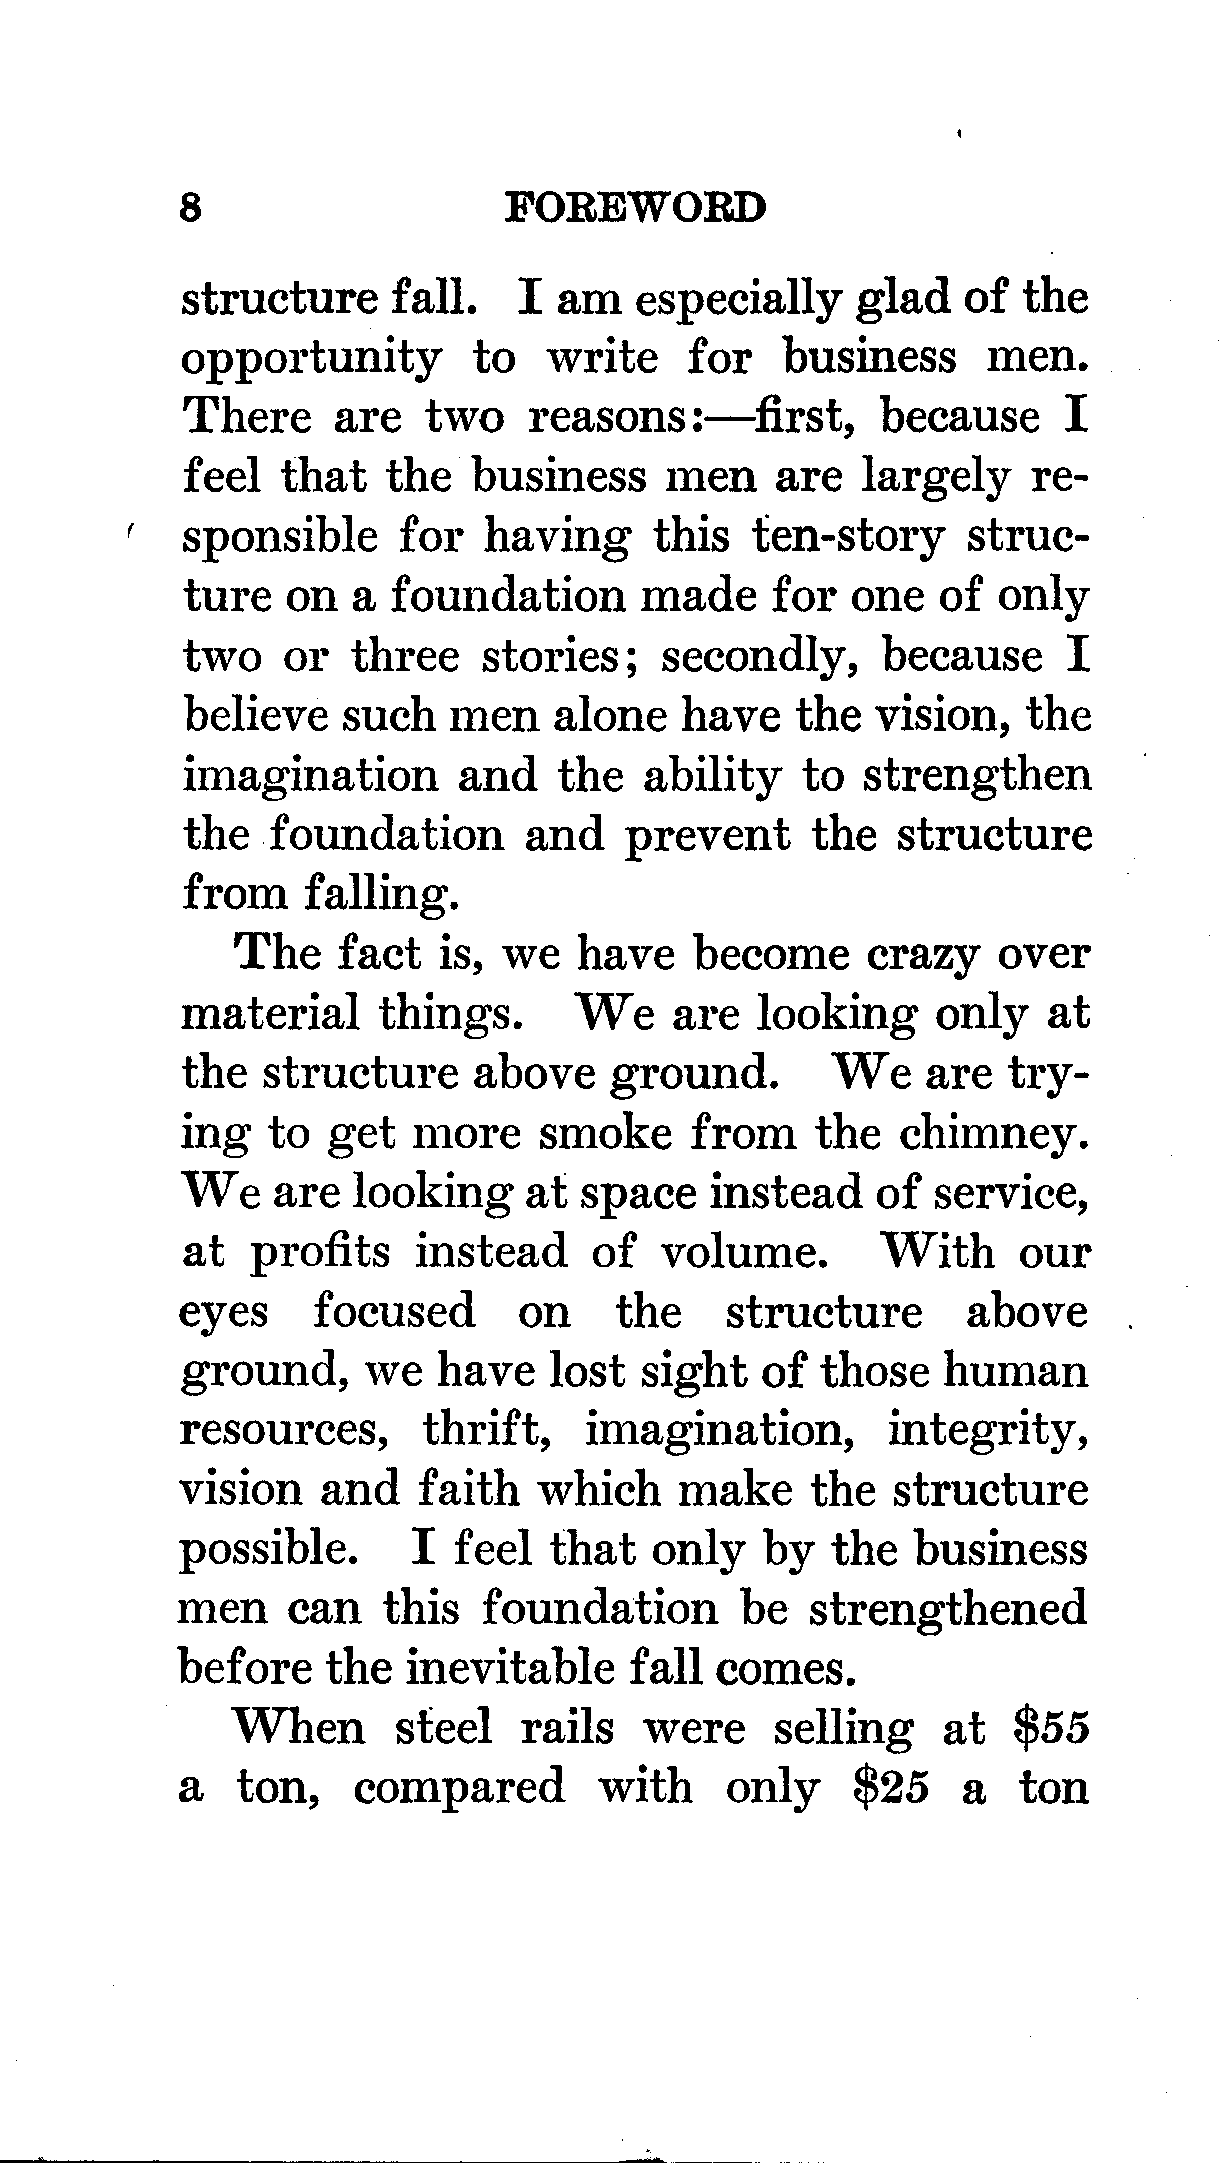 8 FOREWORD
structure fall. I am especially glad of the
opportunity to write for business men.
There are two reasons:—first, because I
feel that the business men are largely re-
sponsible for having this ten-story struc-
ture on a foundation made for one of only
two or three stories; secondly, because I
believe such men alone have the vision, the
imagination and the ability to strengthen
the foundation and prevent the structure
from falling.
The fact is, we have become crazy over
material things. We are looking only at
the structure above ground. We are try-
ing to get more smoke from the chimney.
We are looking at space instead of service,
at profits instead of volume. With our
eyes focused on the structure above
ground, we have lost sight of those human
resources, thrift, imagination, integrity,
vision and faith which make the structure
possible. I feel that only by the business
men can this foundation be strengthened
before the inevitable fall comes.
When steel rails were selling at $55
a ton, compared with only $25 a ton